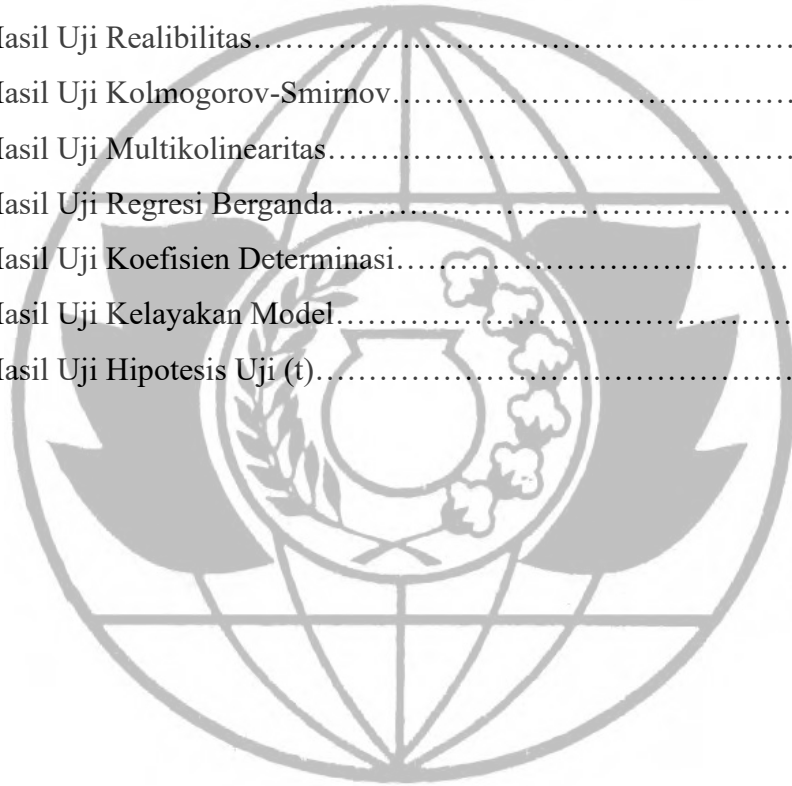 Hasil Uji Realibilitas……………………………………………………
Hasil Uji Kolmogorov-Smirnov………………………………………
Hasil Uji Multikolinearitas……………………………………………
Hasil Uji Regresi Berganda……………………………………………
Hasil Uji Koefisien Determinasi………………………………………
Hasil Uji Kelayakan Model……………………………………………
Hasil Uji Hipotesis Uji (t)………………………………………………